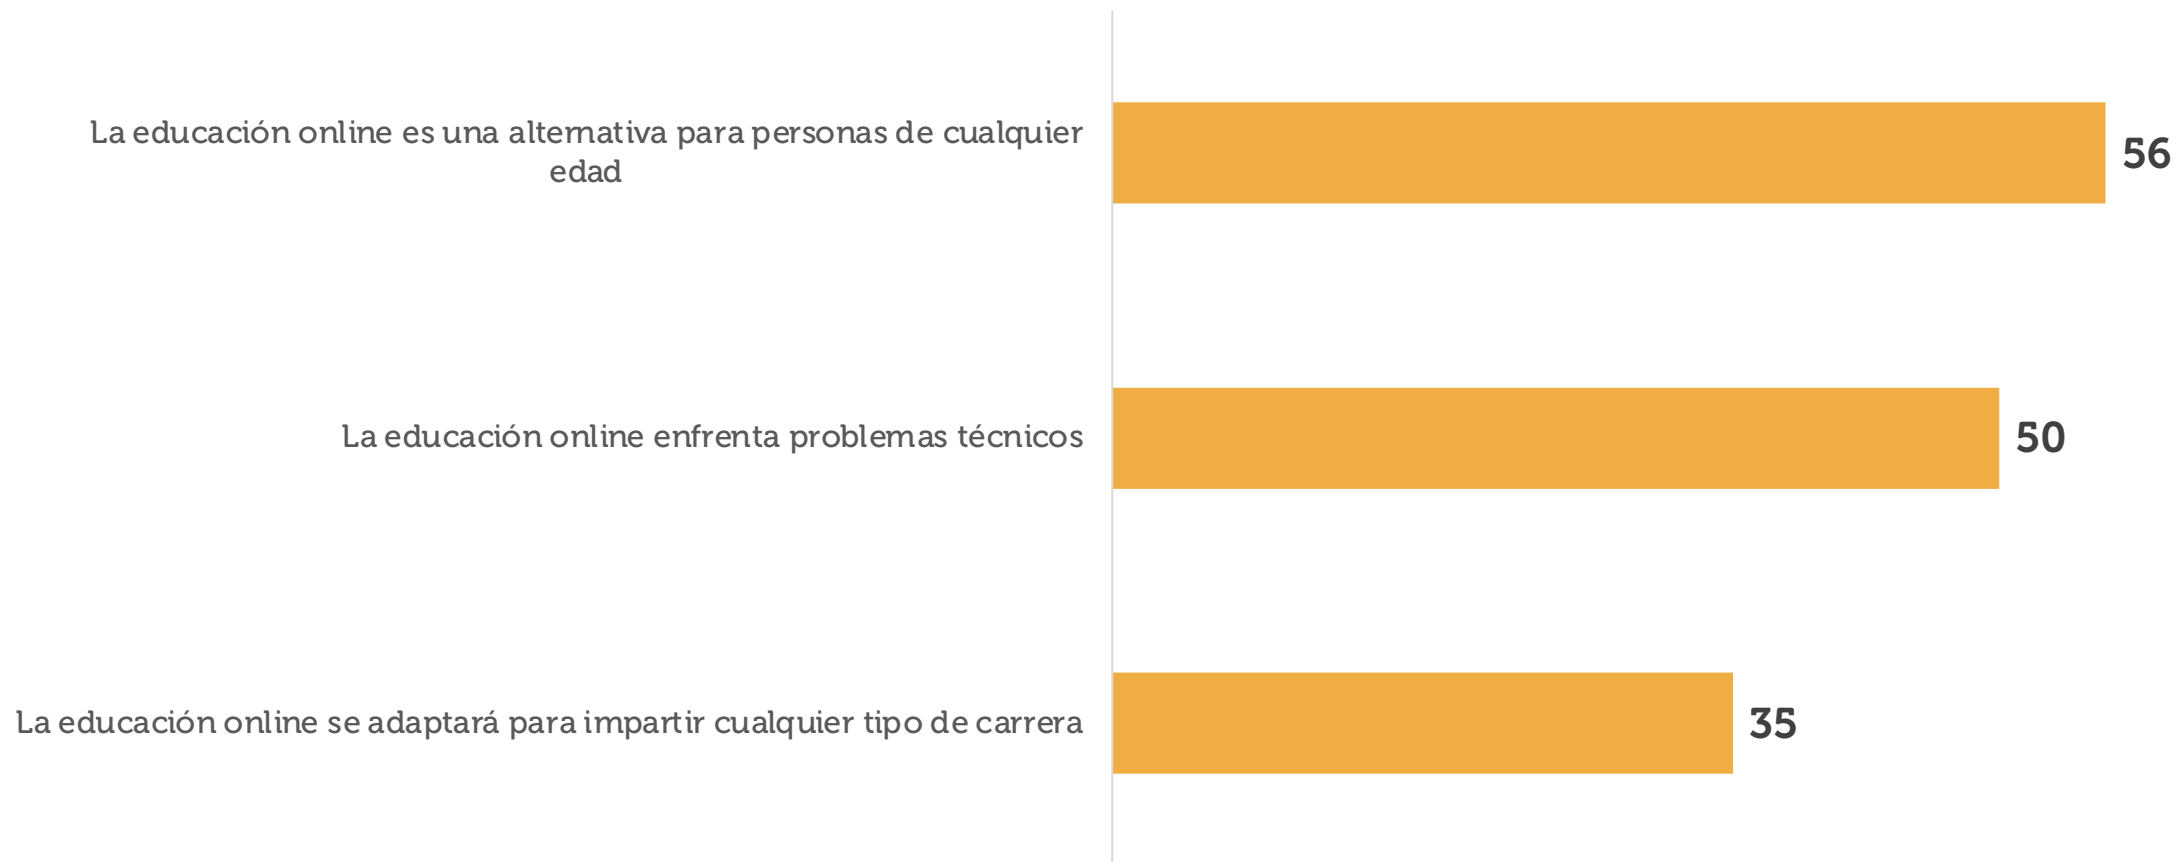 La educación online es una alternativa para personas de cualquier
edad
56
La educación online enfrenta problemas técnicos
50
La educación online se adaptará para impartir cualquier tipo de carrera
35